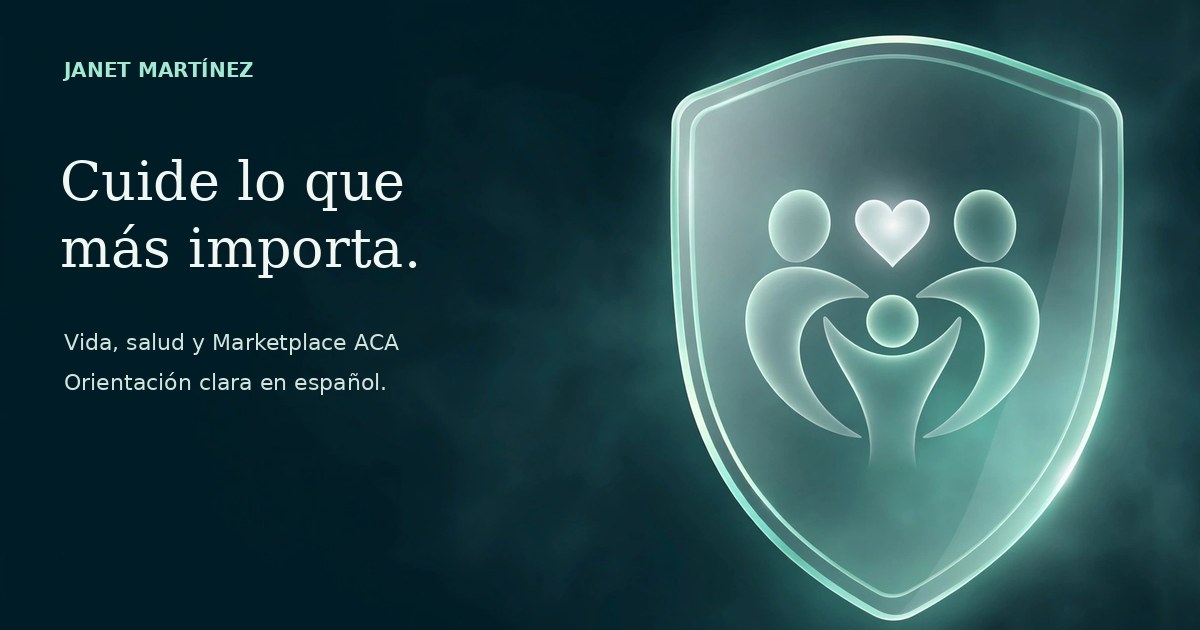 JANET MARTÍNEZ
Cuide lo que
más importa.
Vida, salud y Marketplace ACA
Orientación clara en español.